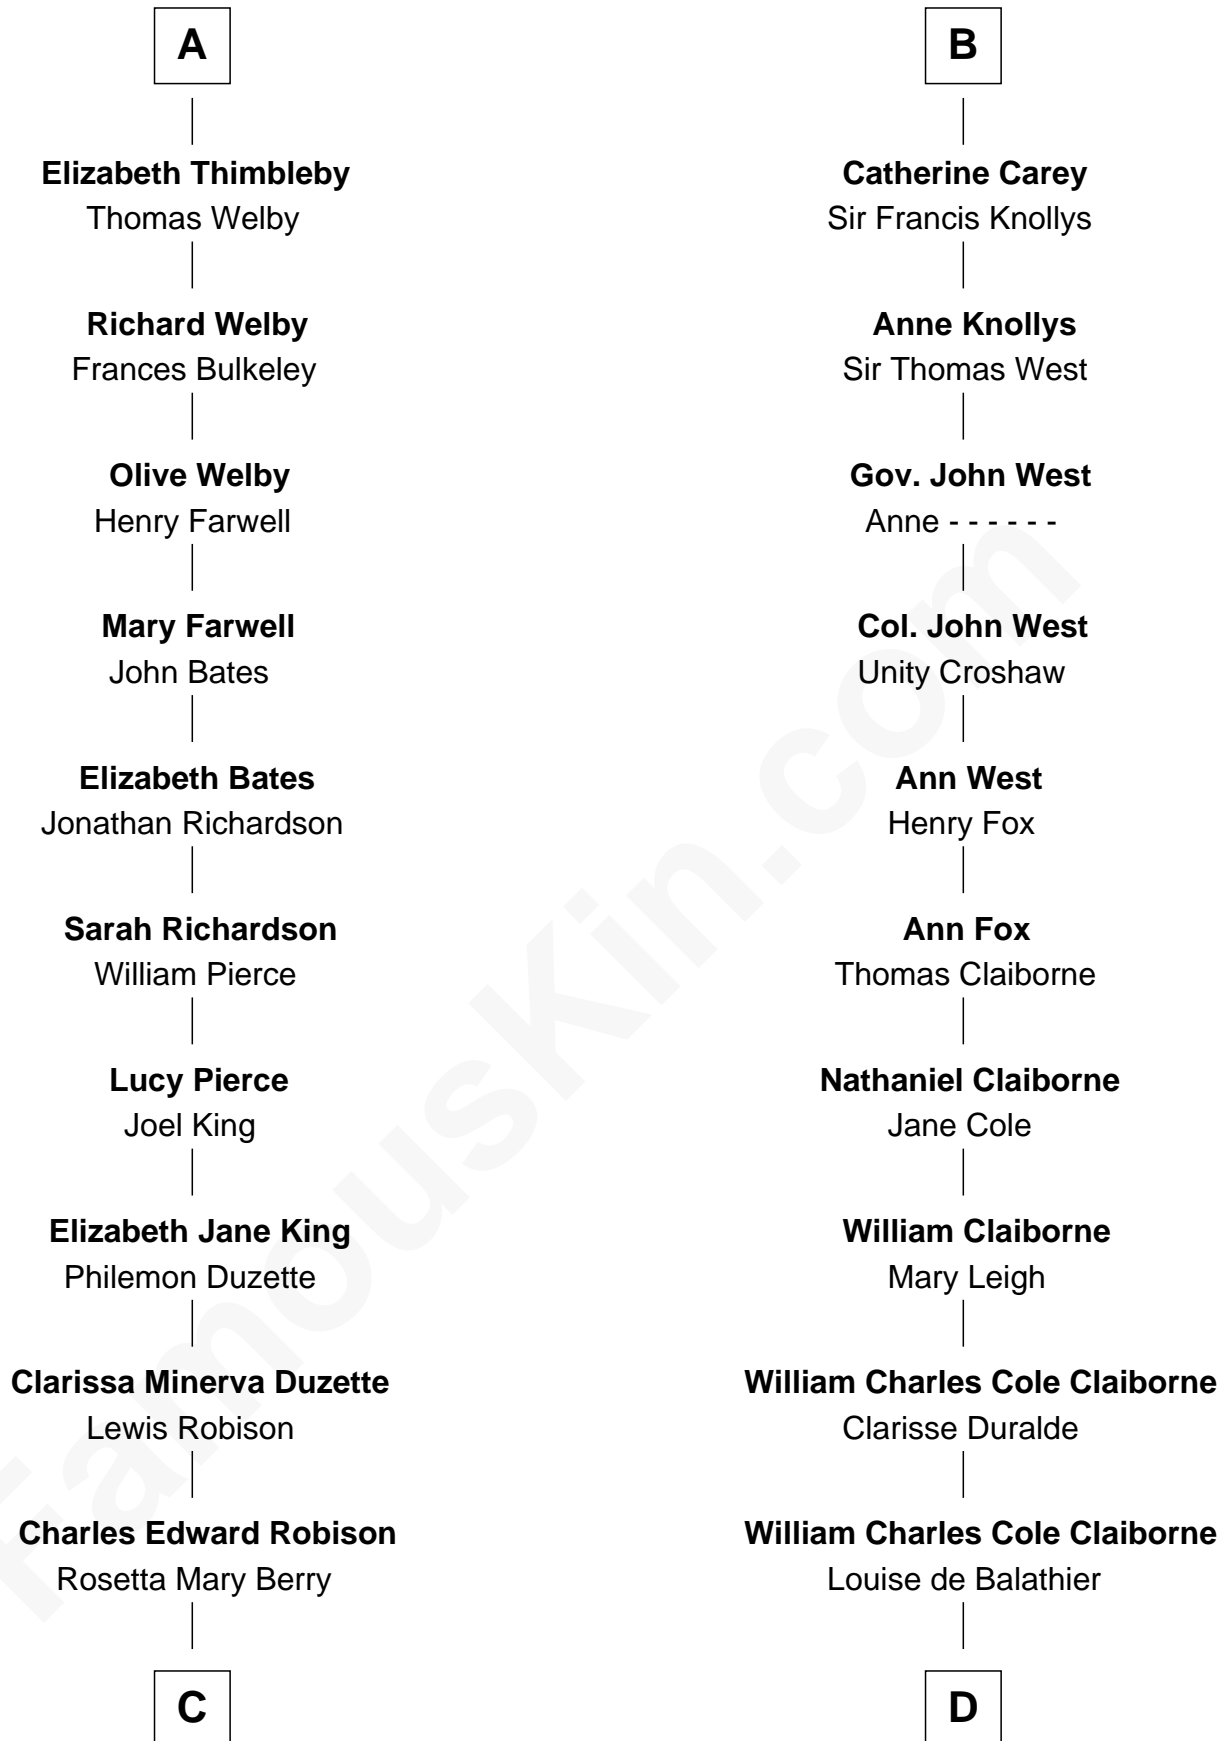 A
Elizabeth Thimbleby
Thomas Welby
Richard Welby
Frances Bulkeley
Olive Welby
Henry Farwell
Mary Farwell
John Bates
Elizabeth Bates
Jonathan Richardson
Sarah Richardson
William Pierce
Lucy Pierce
Joel King
Elizabeth Jane King
Philemon Duzette
Clarissa Minerva Duzette
Lewis Robison
Charles Edward Robison
Rosetta Mary Berry
C
B
Catherine Carey
Sir Francis Knollys
Anne Knollys
Sir Thomas West
Gov. John West
Anne - - - - - -
Col. John West
Unity Croshaw
Ann West
Henry Fox
Ann Fox
Thomas Claiborne
Nathaniel Claiborne
Jane Cole
William Claiborne
Mary Leigh
William Charles Cole Claiborne
Clarisse Duralde
William Charles Cole Claiborne
Louise de Balathier
D
FamousKin.com